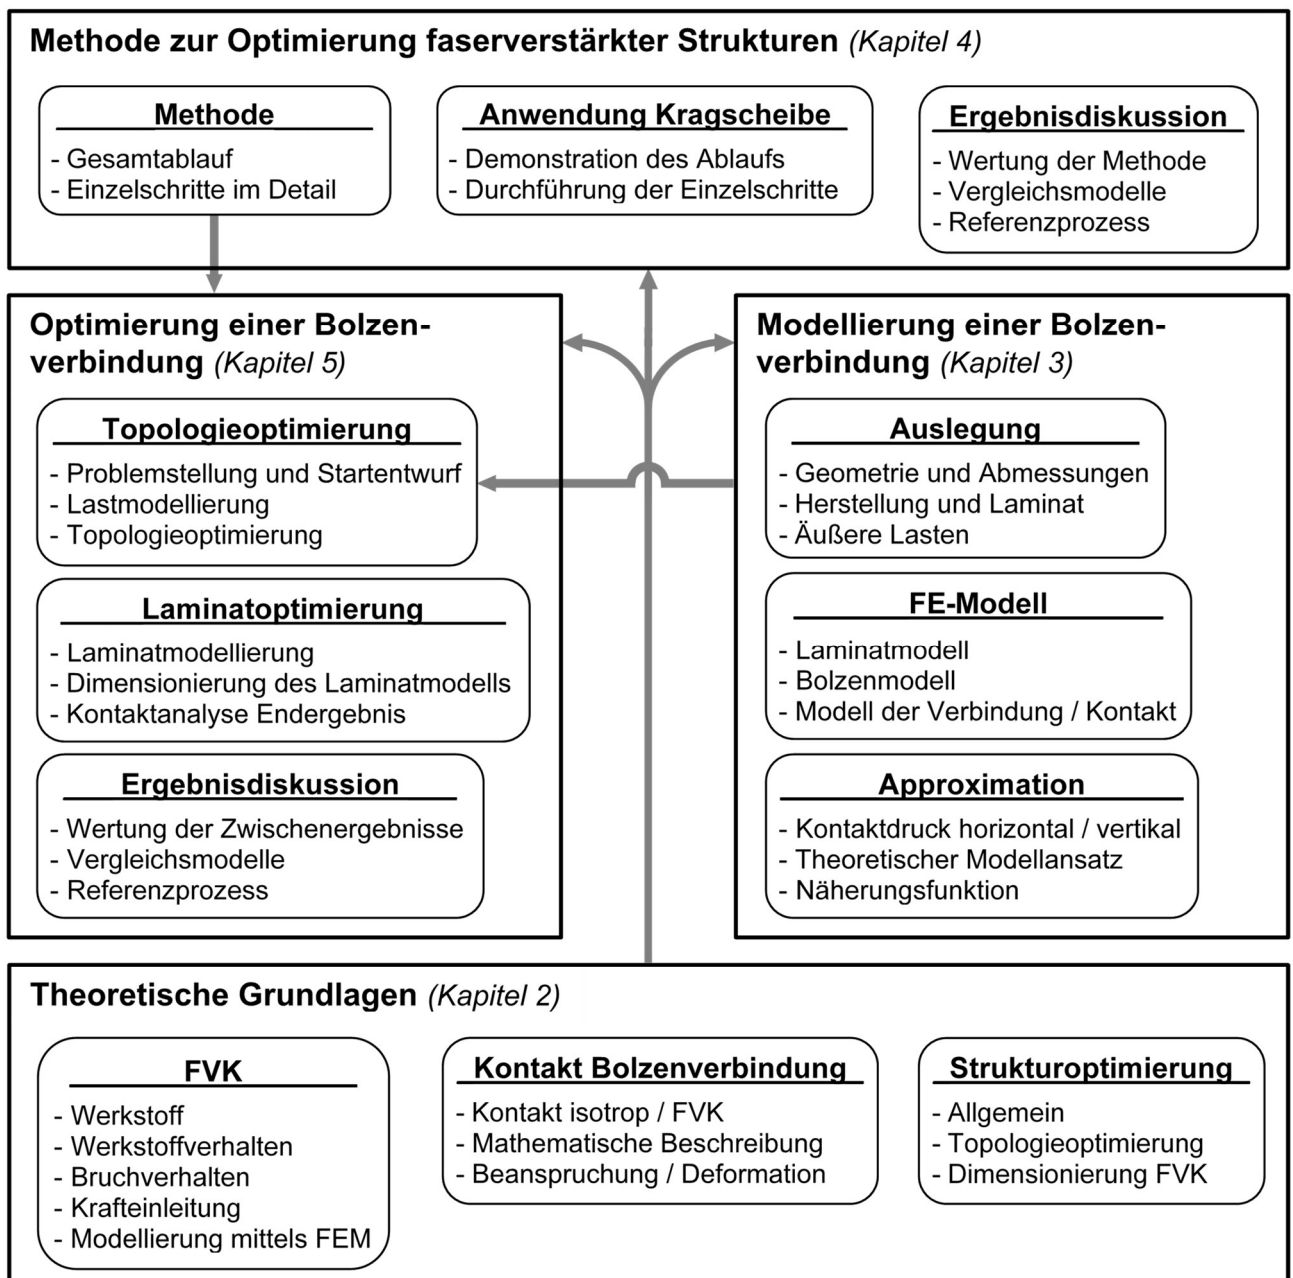 Methode zur Optimierung faserverstärkter Strukturen (Kapitel 4)
Methode
- Gesamtablauf
- Einzelschritte im Detail
Anwendung Kragscheibe
- Demonstration des Ablaufs
- Durchführung der Einzelschritte
Ergebnisdiskussion
- Wertung der Methode
- Vergleichsmodelle
- Referenzprozess
Optimierung einer Bolzen-
verbindung (Kapitel 5)
Topologieoptimierung
- Problemstellung und Startentwurf
- Lastmodellierung
- Topologieoptimierung
Laminatoptimierung
- Laminatmodellierung
- Dimensionierung des Laminatmodells
- Kontaktanalyse Endergebnis
Ergebnisdiskussion
- Wertung der Zwischenergebnisse
- Vergleichsmodelle
- Referenzprozess
Modellierung einer Bolzen-
verbindung (Kapitel 3)
Auslegung
- Geometrie und Abmessungen
- Herstellung und Laminat
- Äußere Lasten
FE-Modell
- Laminatmodell
- Bolzenmodell
- Modell der Verbindung / Kontakt
Approximation
- Kontaktdruck horizontal / vertikal
- Theoretischer Modellansatz
- Näherungsfunktion
Theoretische Grundlagen (Kapitel 2)
FVK
- Werkstoff
- Werkstoffverhalten
- Bruchverhalten
- Krafteinleitung
- Modellierung mittels FEM
Kontakt Bolzenverbindung
- Kontakt isotrop / FVK
- Mathematische Beschreibung
- Beanspruchung / Deformation
Strukturoptimierung
- Allgemein
- Topologieoptimierung
- Dimensionierung FVK